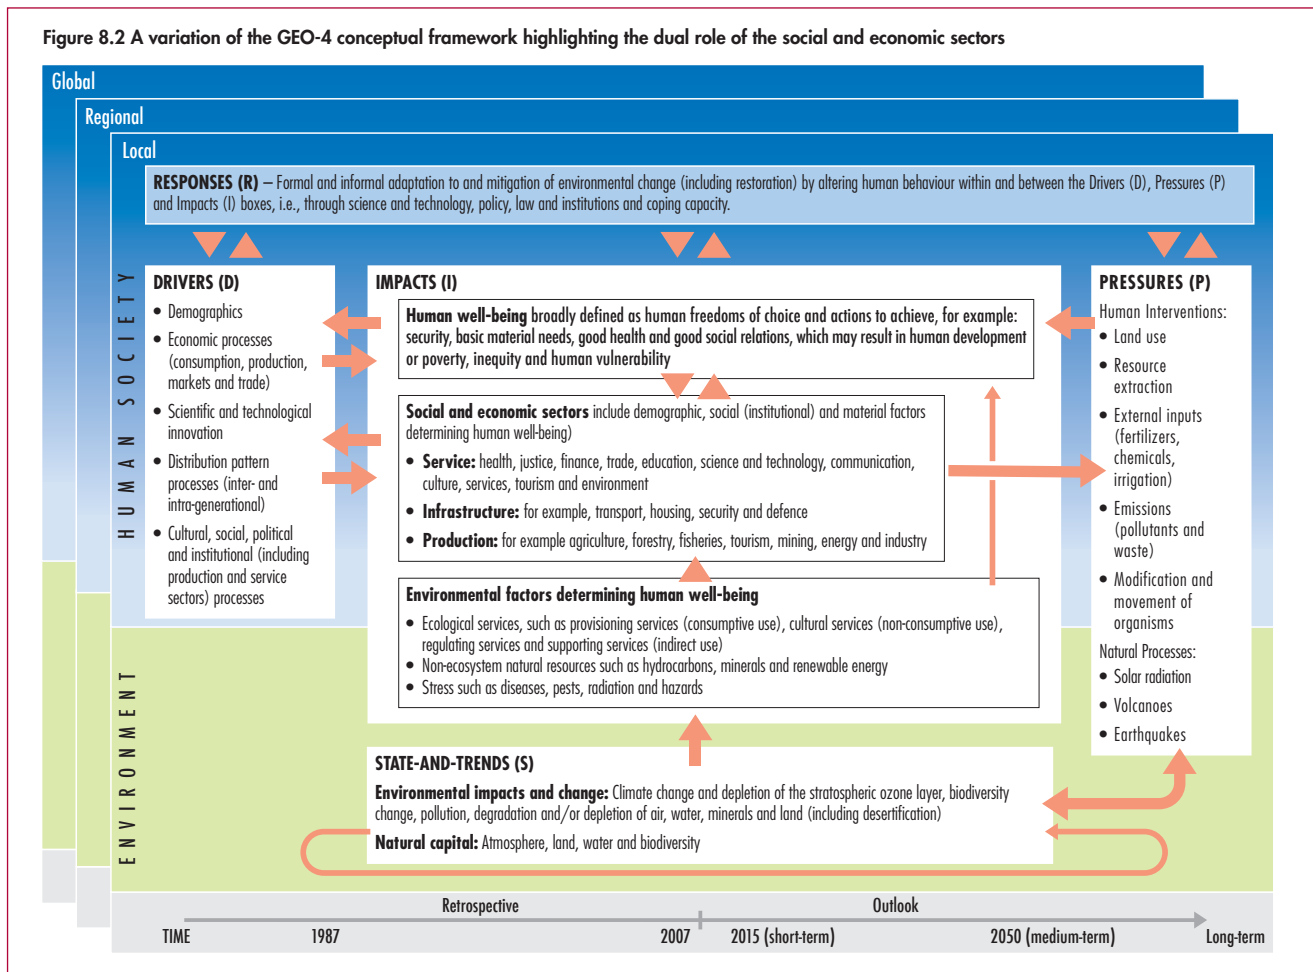 Figure 8.2 A variation of the GEO-4 conceptual framework highlighting the dual role of the social and economic sectors
Global
Regional
Local
RESPONSES (R) – Formal and informal adaptation to and mitigation of environmental change (including restoration) by altering human behaviour within and between the Drivers (D), Pressures (P)
and Impacts (I) boxes, i.e., through science and technology, policy, law and institutions and coping capacity.
HUMAN SOCIETY
DRIVERS (D)
• Demographics
• Economic processes
(consumption, production,
markets and trade)
• Scientific and technological
innovation
• Distribution pattern
processes (inter- and
intra-generational)
• Cultural, social, political
and institutional (including
production and service
sectors) processes
IMPACTS (I)
Human well-being broadly defined as human freedoms of choice and actions to achieve, for example:
security, basic material needs, good health and good social relations, which may result in human development
or poverty, inequity and human vulnerability
Social and economic sectors include demographic, social (institutional) and material factors
determining human well-being)
• Service: health, justice, finance, trade, education, science and technology, communication,
culture, services, tourism and environment
• Infrastructure: for example, transport, housing, security and defence
• Production: for example agriculture, forestry, fisheries, tourism, mining, energy and industry
Environmental factors determining human well-being
• Ecological services, such as provisioning services (consumptive use), cultural services (non-consumptive use),
regulating services and supporting services (indirect use)
• Non-ecosystem natural resources such as hydrocarbons, minerals and renewable energy
• Stress such as diseases, pests, radiation and hazards
PRESSURES (P)
Human Interventions:
• Land use
• Resource
extraction
• External inputs
(fertilizers,
chemicals,
irrigation)
• Emissions
(pollutants and
waste)
• Modification and
movement of
organisms
Natural Processes:
• Solar radiation
• Volcanoes
• Earthquakes
ENVIRONMENT
STATE-AND-TRENDS (S)
Environmental impacts and change: Climate change and depletion of the stratospheric ozone layer, biodiversity
change, pollution, degradation and/or depletion of air, water, minerals and land (including desertification)
Natural capital: Atmosphere, land, water and biodiversity
Retrospective
Outlook
TIME
1987
2007
2015 (short-term)
2050 (medium-term)
Long-term